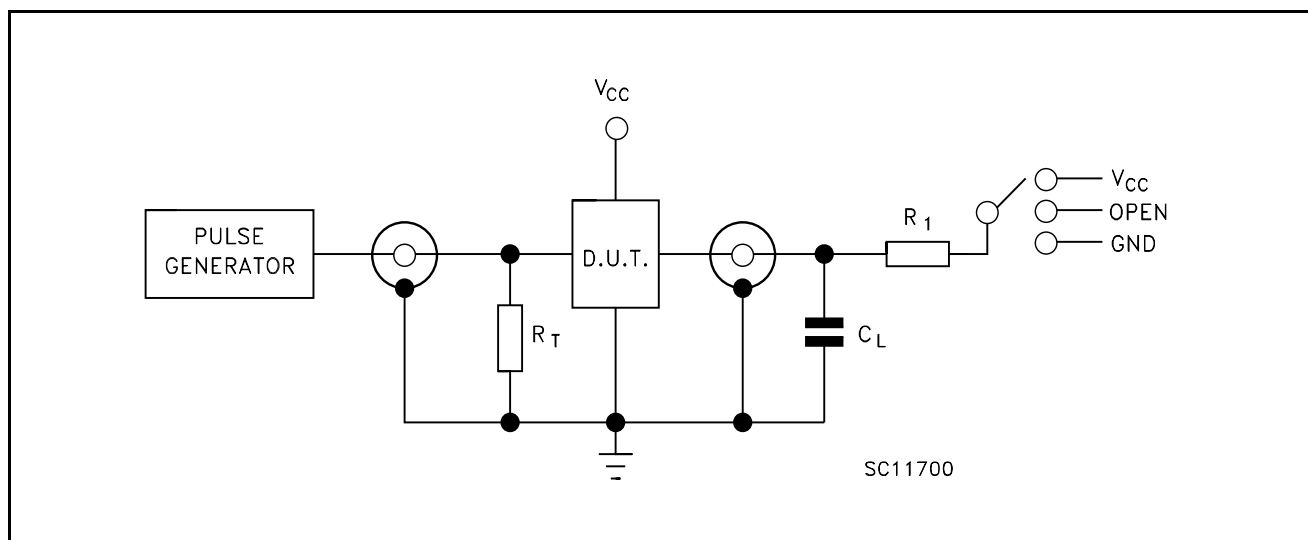 VCC
PULSE
GENERATOR
RT
D.U.T.
CL
R1
VCC
OPEN
GND
SC11700